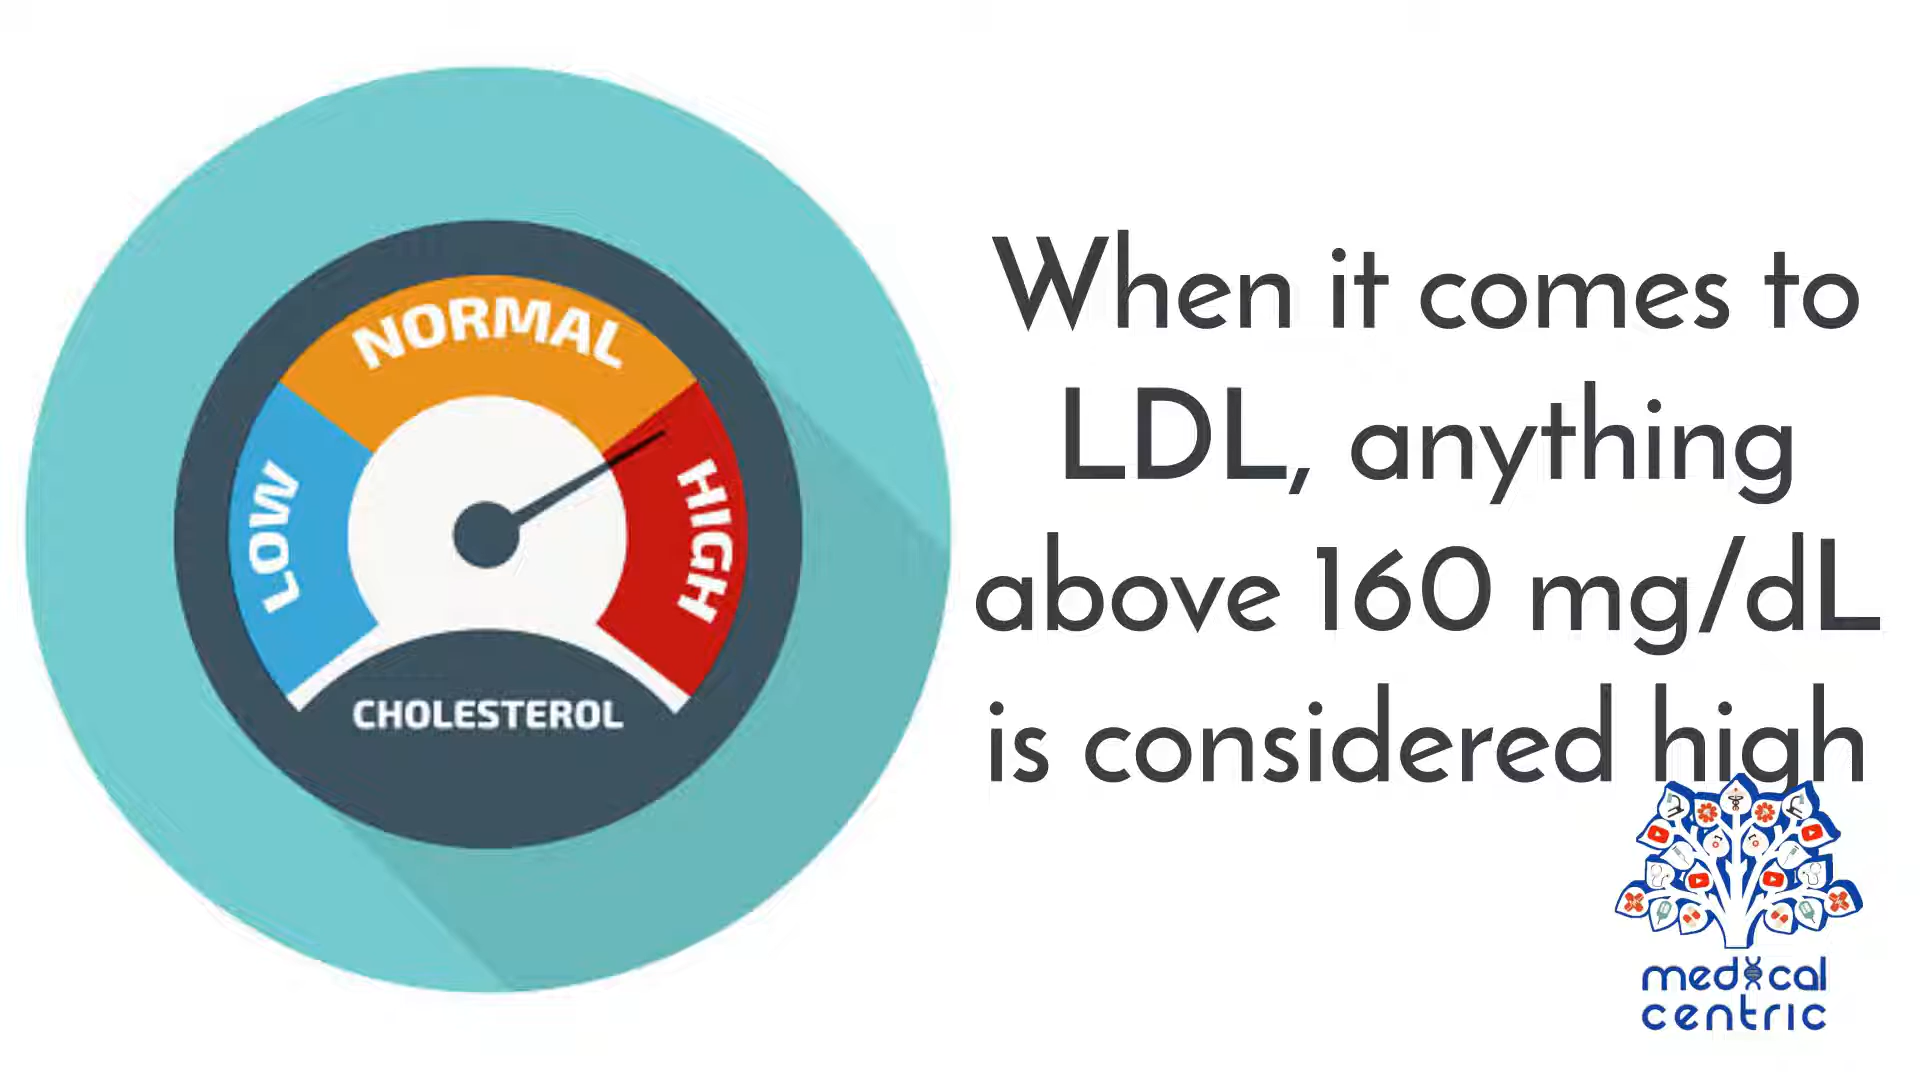 NORMAL
LOW
HIGH
CHOLESTEROL
When it comes to
LDL, anything
above 160 mg/dL
is considered high
medical
centric